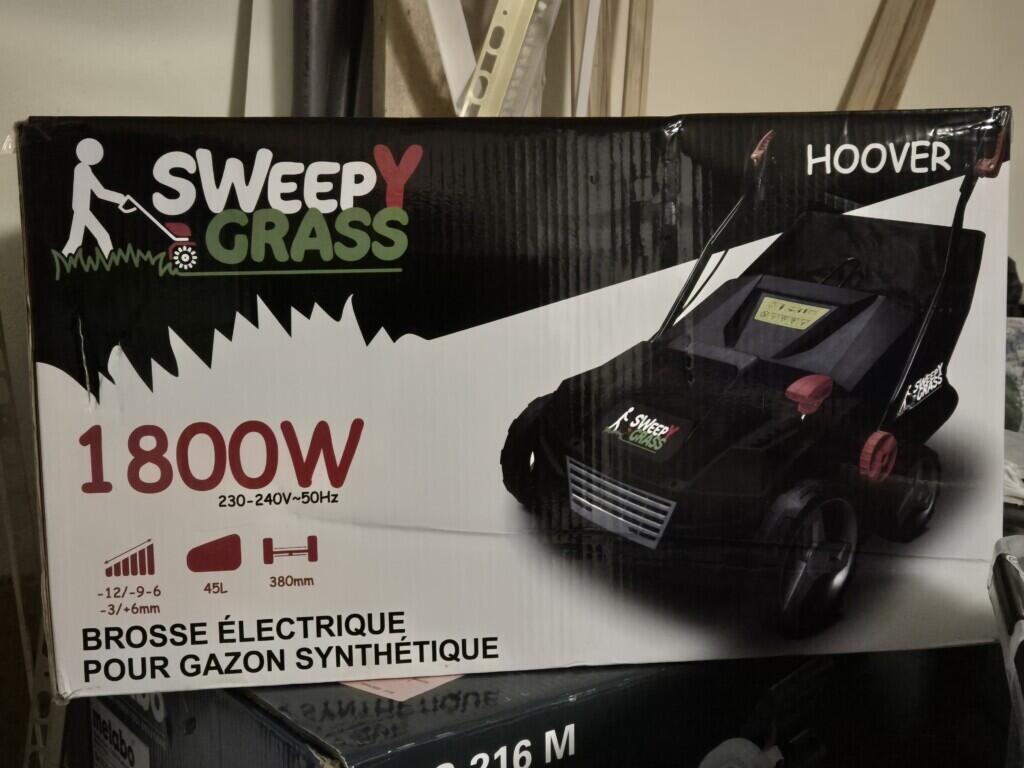 SWEEPY
GRASS
HOOVER
SWEEPY
GRASS
SWEEPY
GRASS
1800W
230-240V~50Hz
-12/-9-6
-3/+6mm
45L
380mm
BROSSE ÉLECTRIQUE
POUR GAZON SYNTHÉTIQUE
metabo
216 M